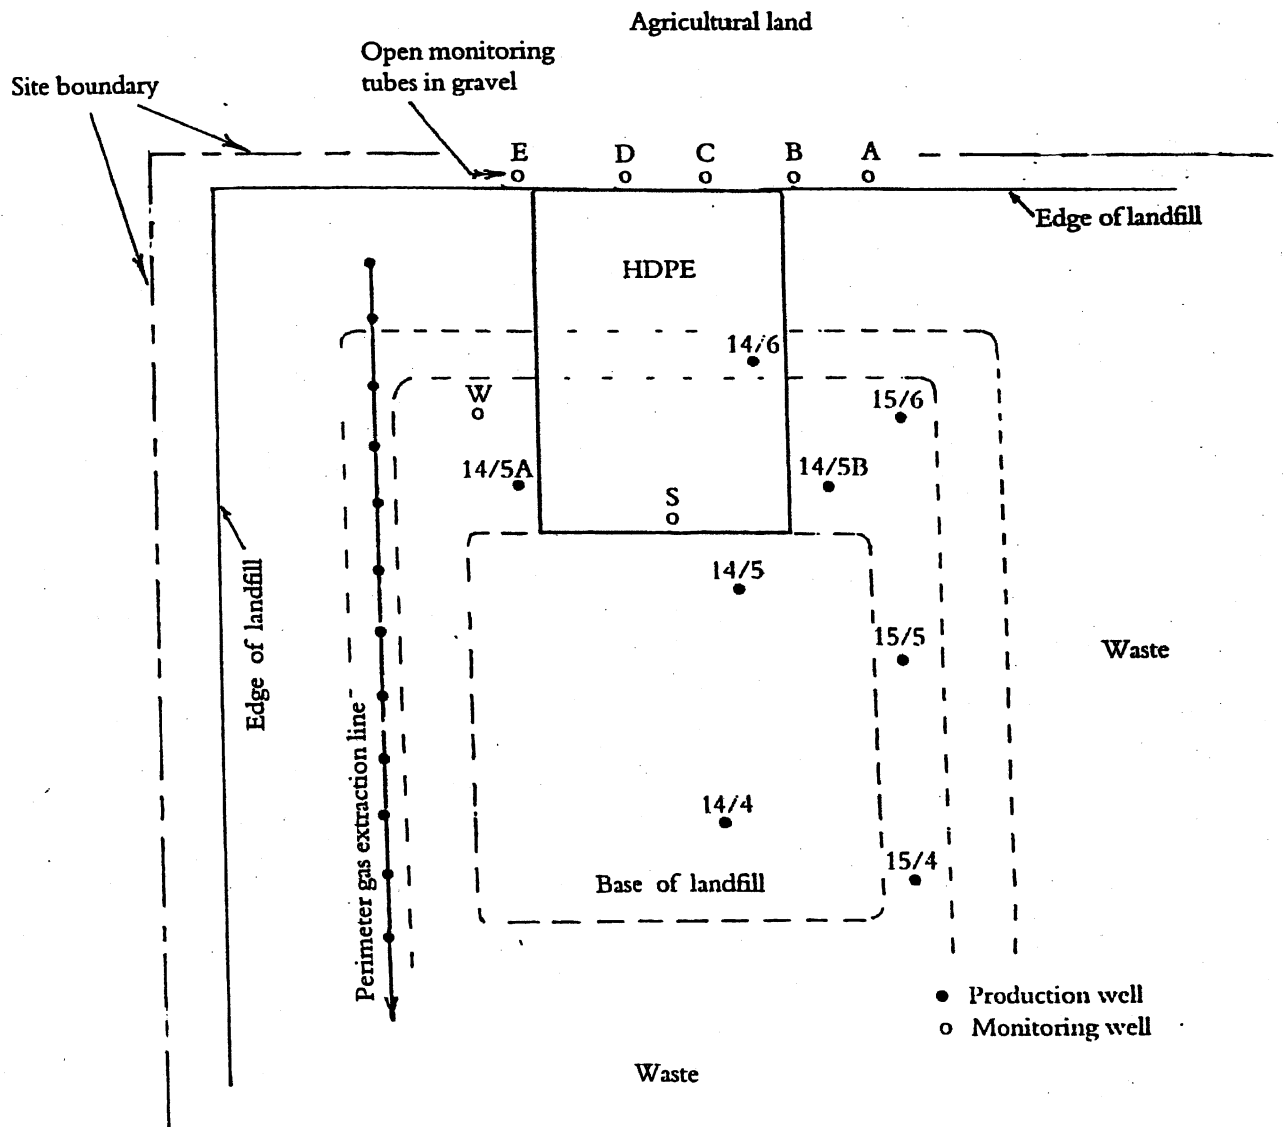 Agricultural land
Open monitoring
tubes in gravel
Site boundary
E
D
C
B
A
Edge of landfill
HDPE
14/6
W
15/6
14/5A
14/5B
S
14/5
Edge of landfill
15/5
Waste
Perimeter gas extraction line
14/4
15/4
Base of landfill
Production well
Monitoring well
Waste